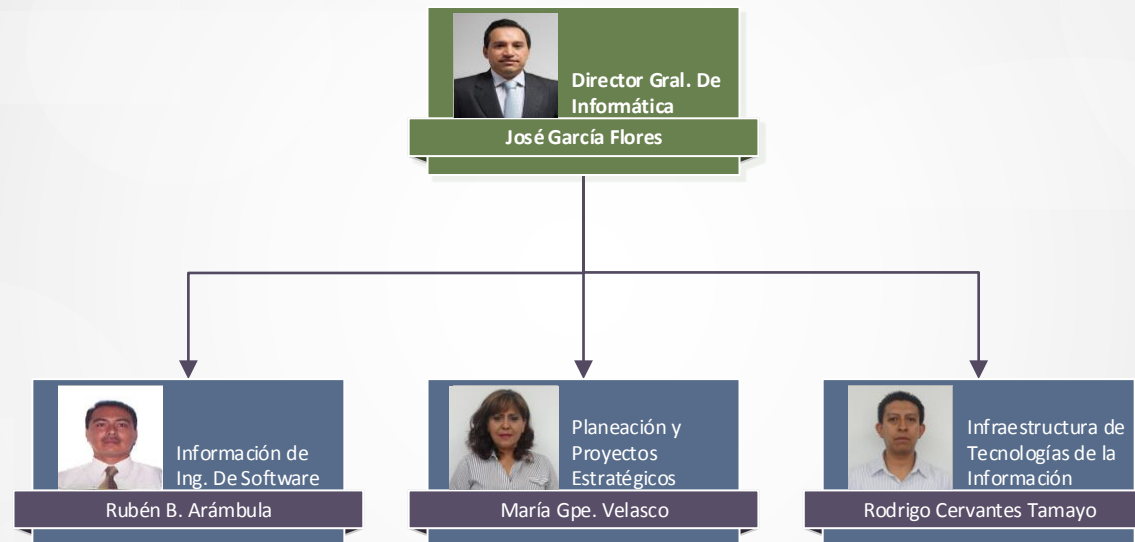 Director Gral. De
Informática
José García Flores
Información de
Ing. De Software
Rubén B. Arámbula
Planeación y
Proyectos
Estratégicos
María Gpe. Velasco
Infraestructura de
Tecnologías de la
Información
Rodrigo Cervantes Tamayo